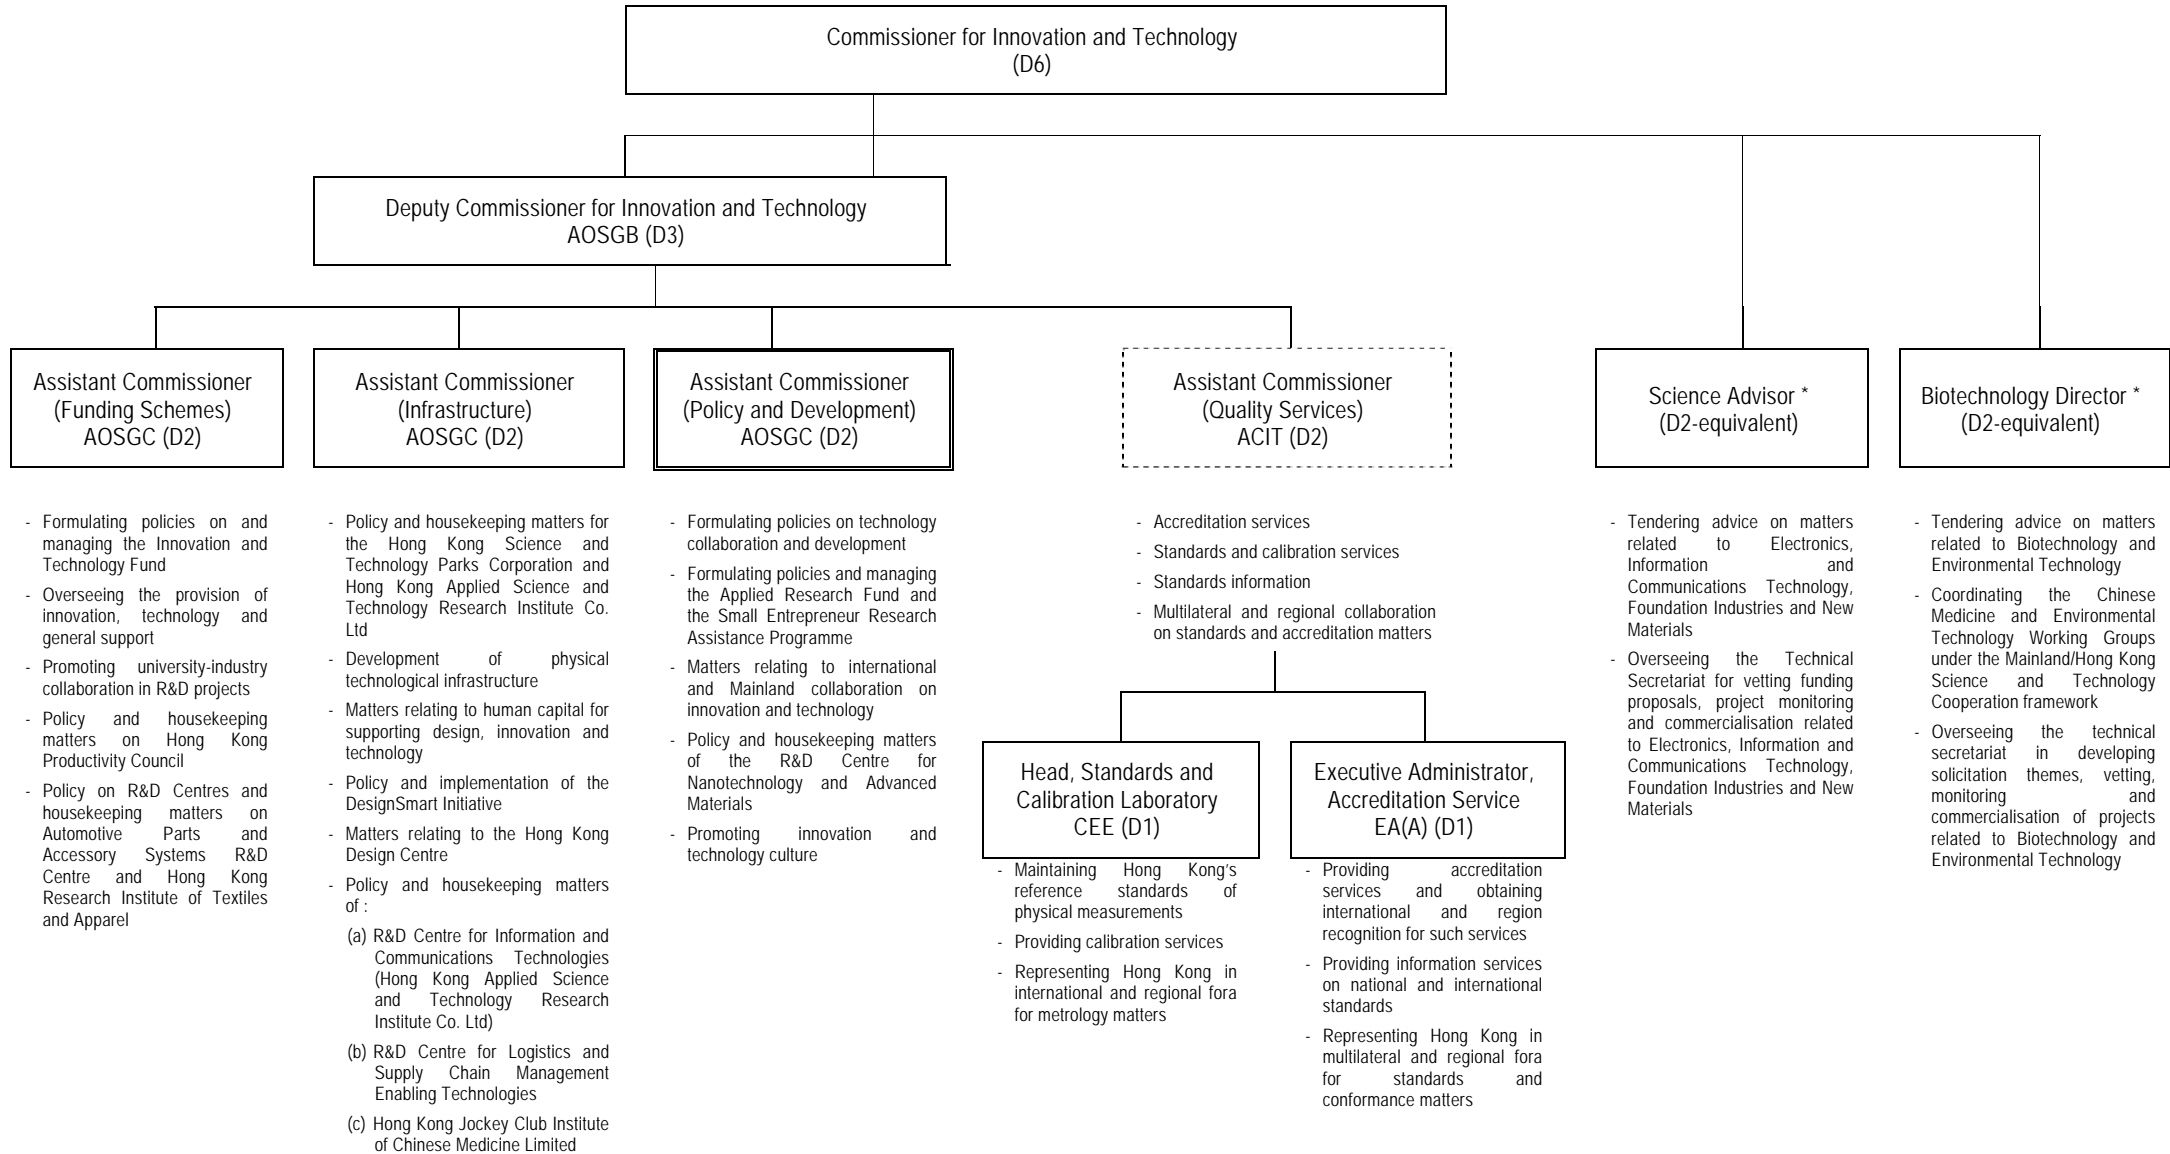 Commissioner for Innovation and Technology
(D6)
Deputy Commissioner for Innovation and Technology
AOSGB (D3)
Assistant Commissioner
(Funding Schemes)
AOSGC (D2)
Assistant Commissioner
(Infrastructure)
AOSGC (D2)
Assistant Commissioner
(Policy and Development)
AOSGC (D2)
Assistant Commissioner
(Quality Services)
ACIT (D2)
Science Advisor *
(D2-equivalent)
Biotechnology Director *
(D2-equivalent)
- Formulating policies on and
managing the Innovation and
Technology Fund
- Overseeing the provision of
innovation, technology and
general support
- Promoting university-industry
collaboration in R&D projects
- Policy and housekeeping
matters on Hong Kong
Productivity Council
- Policy on R&D Centres and
housekeeping matters on
Automotive Parts and
Accessory Systems R&D
Centre and Hong Kong
Research Institute of Textiles
and Apparel
- Policy and housekeeping matters for
the Hong Kong Science and
Technology Parks Corporation and
Hong Kong Applied Science and
Technology Research Institute Co.
Ltd
- Development of physical
technological infrastructure
- Matters relating to human capital for
supporting design, innovation and
technology
- Policy and implementation of the
DesignSmart Initiative
- Matters relating to the Hong Kong
Design Centre
- Policy and housekeeping matters
of :
(a) R&D Centre for Information and
Communications Technologies
(Hong Kong Applied Science
and Technology Research
Institute Co. Ltd)
(b) R&D Centre for Logistics and
Supply Chain Management
Enabling Technologies
(c) Hong Kong Jockey Club Institute
of Chinese Medicine Limited
- Formulating policies on technology
collaboration and development
- Formulating policies and managing
the Applied Research Fund and
the Small Entrepreneur Research
Assistance Programme
- Matters relating to international
and Mainland collaboration on
innovation and technology
- Policy and housekeeping matters
of the R&D Centre for
Nanotechnology and Advanced
Materials
- Promoting innovation and
technology culture
- Accreditation services
- Standards and calibration services
- Standards information
- Multilateral and regional collaboration
on standards and accreditation matters
Head, Standards and
Calibration Laboratory
CEE (D1)
- Maintaining Hong Kong's
reference standards of
physical measurements
- Providing calibration services
- Representing Hong Kong in
international and regional fora
for metrology matters
Executive Administrator,
Accreditation Service
EA(A) (D1)
- Providing accreditation
services and obtaining
international and region
recognition for such services
- Providing information services
on national and international
standards
- Representing Hong Kong in
multilateral and regional fora
for standards and
conformance matters
- Tendering advice on matters
related to Electronics,
Information and
Communications Technology,
Foundation Industries and New
Materials
- Overseeing the Technical
Secretariat for vetting funding
proposals, project monitoring
and commercialisation related
to Electronics, Information and
Communications Technology,
Foundation Industries and New
Materials
- Tendering advice on matters
related to Biotechnology and
Environmental Technology
- Coordinating the Chinese
Medicine and Environmental
Technology Working Groups
under the Mainland/Hong Kong
Science and Technology
Cooperation framework
- Overseeing the technical
secretariat in developing
solicitation themes, vetting,
monitoring and
commercialisation of projects
related to Biotechnology and
Environmental Technology